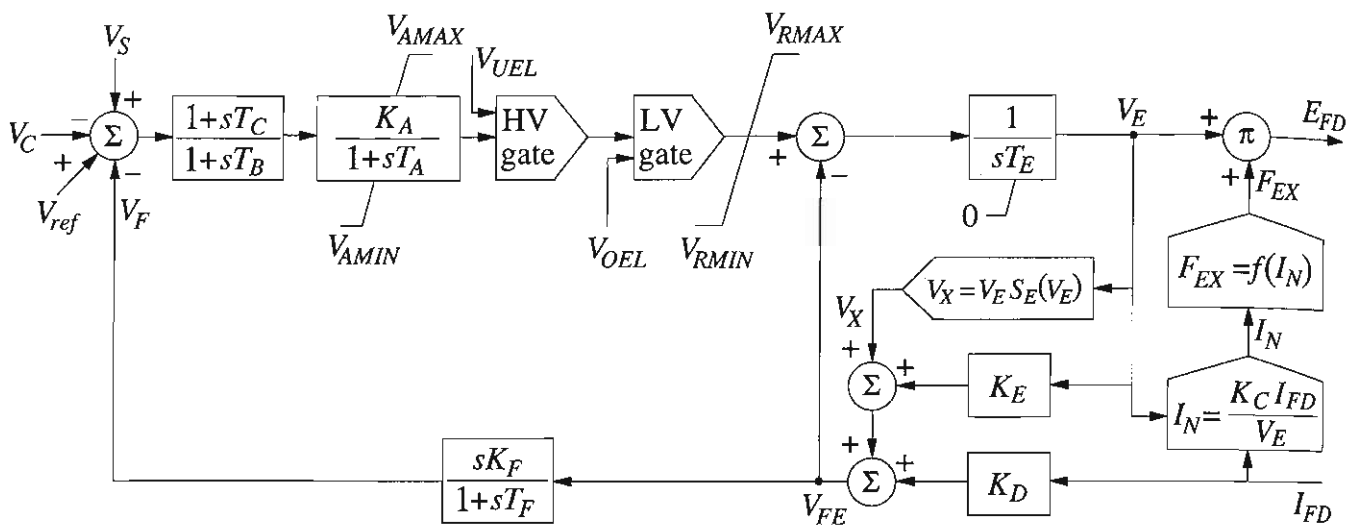 V_S
V_AMAX
V_RMAX
V_UEL
+
−
V_C
Σ
+
−
V_ref
V_F
1+sT_C
1+sT_B
K_A
1+sT_A
V_AMIN
HV
gate
LV
gate
V_OEL
V_RMIN
Σ
+
−
1
sT_E
0
V_E
+
π
+
E_FD
F_EX
F_EX = f(I_N)
V_X = V_E S_E(V_E)
V_X
I_N
+
Σ
+
K_E
I_N = K_C I_FD
V_E
+
Σ
+
K_D
sK_F
1+sT_F
V_FE
I_FD